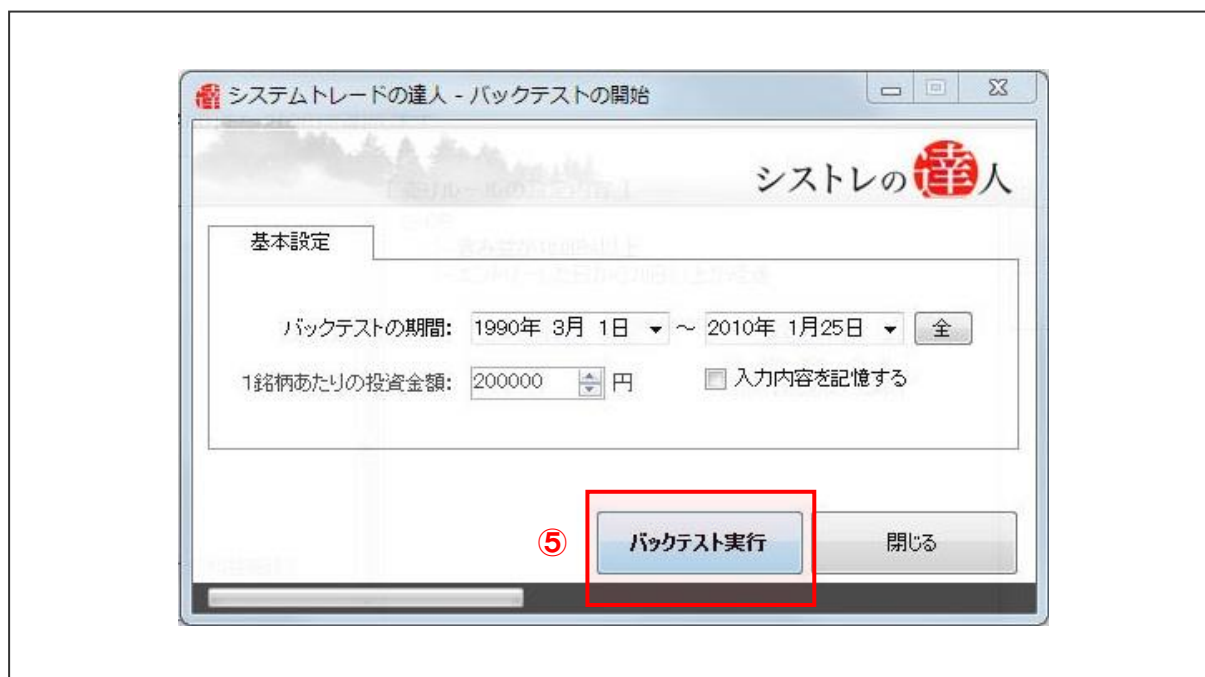 システムトレードの達人 - バックテストの開始
シストレの達人
基本設定
バックテストの期間: 1990年 3月 1日 ～ 2010年 1月25日 全
1銘柄あたりの投資金額: 200000 円 入力内容を記憶する
⑤ バックテスト実行 閉じる